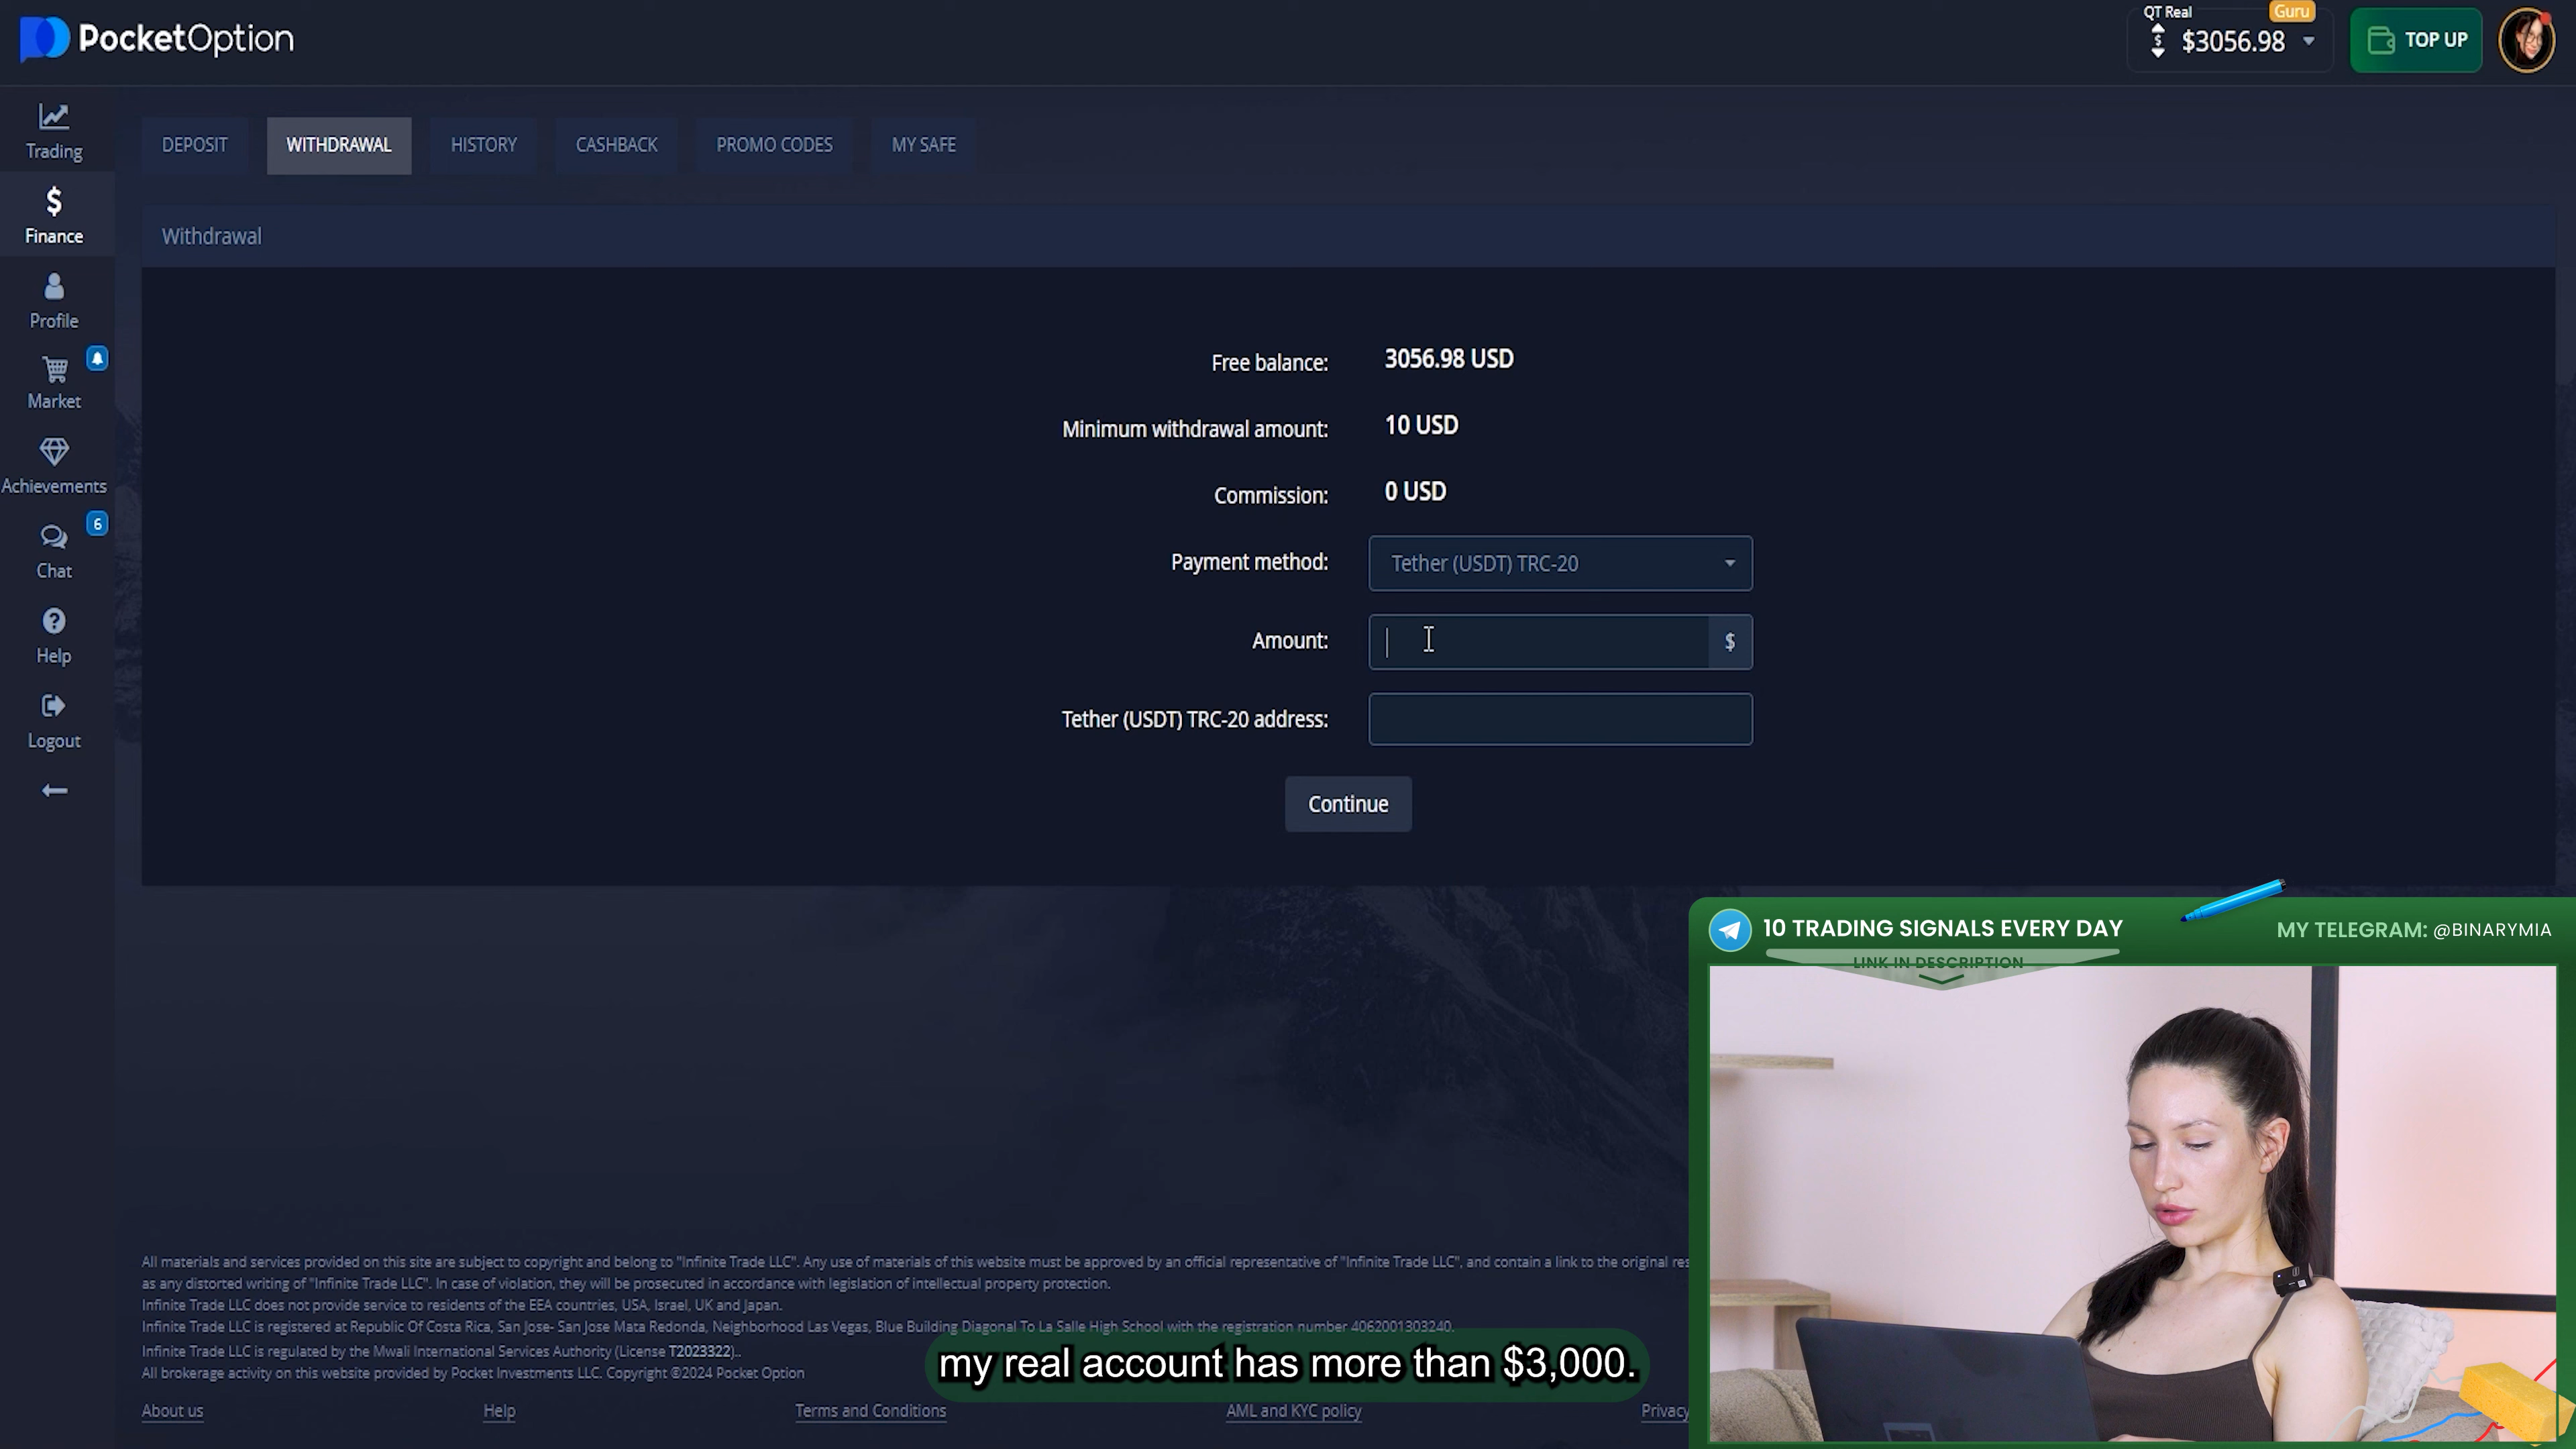 PocketOption
QT Real
Guru
$
$3056.98
TOP UP
Trading
$
Finance
Profile
Market
Achievements
6
Chat
?
Help
Logout
DEPOSIT
WITHDRAWAL
HISTORY
CASHBACK
PROMO CODES
MY SAFE
Withdrawal
Free balance: 3056.98 USD
Minimum withdrawal amount: 10 USD
Commission: 0 USD
Payment method: Tether (USDT) TRC-20
Amount: $
Tether (USDT) TRC-20 address:
Continue
10 TRADING SIGNALS EVERY DAY
MY TELEGRAM: @BINARYMIA
LINK IN DESCRIPTION
All materials and services provided on this site are subject to copyright and belong to "Infinite Trade LLC". Any use of materials of this website must be approved by an official representative of "Infinite Trade LLC", and contain a link to the original res
as any distorted writing of "Infinite Trade LLC". In case of violation, they will be prosecuted in accordance with legislation of intellectual property protection.
Infinite Trade LLC does not provide service to residents of the EEA countries, USA, Israel, UK and Japan.
Infinite Trade LLC is registered at Republic Of Costa Rica, San Jose- San Jose Mata Redonda, Neighborhood Las Vegas, Blue Building Diagonal To La Salle High School with the registration number 4062001303240.
Infinite Trade LLC is regulated by the Mwali International Services Authority (License T2023322)..
All brokerage activity on this website provided by Pocket Investments LLC. Copyright ©2024 Pocket Option
my real account has more than $3,000.
About us
Help
Terms and Conditions
AML and KYC policy
Privacy